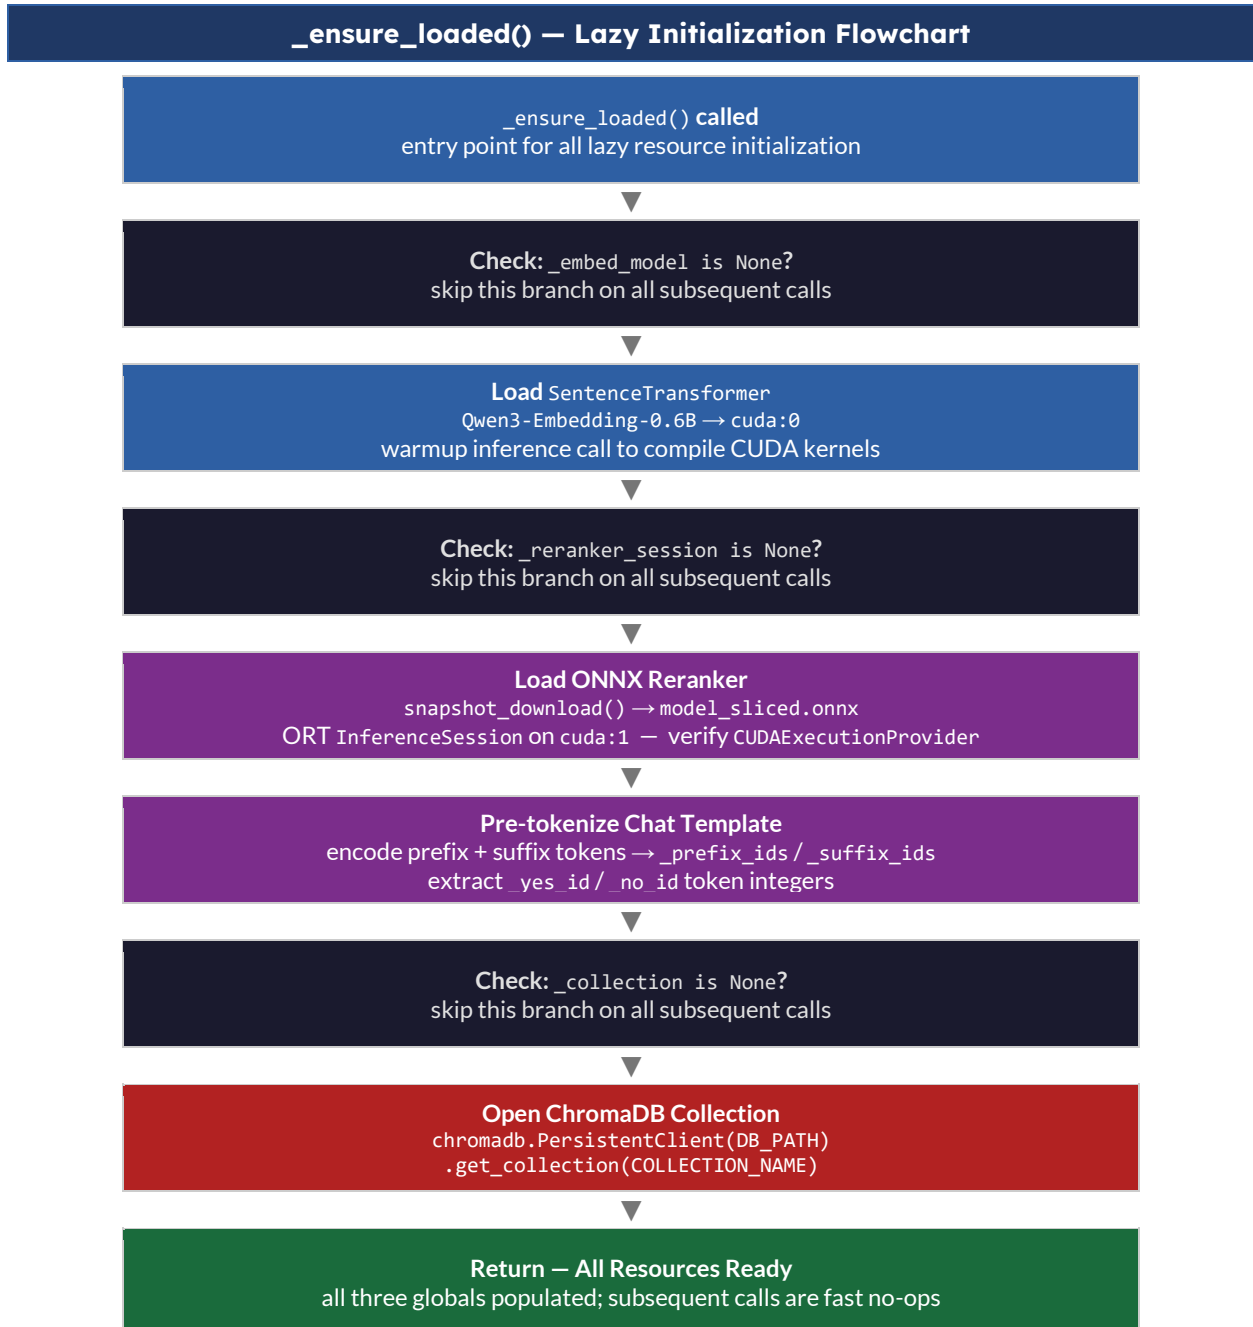 _ensure_loaded() — Lazy Initialization Flowchart
_ensure_loaded() called
entry point for all lazy resource initialization
Check: _embed_model is None?
skip this branch on all subsequent calls
Load SentenceTransformer
Qwen3-Embedding-0.6B → cuda:0
warmup inference call to compile CUDA kernels
Check: _reranker_session is None?
skip this branch on all subsequent calls
Load ONNX Reranker
snapshot_download() → model_sliced.onnx
ORT InferenceSession on cuda:1 — verify CUDAExecutionProvider
Pre-tokenize Chat Template
encode prefix + suffix tokens → _prefix_ids / _suffix_ids
extract _yes_id / _no_id token integers
Check: _collection is None?
skip this branch on all subsequent calls
Open ChromaDB Collection
chromadb.PersistentClient(DB_PATH)
.get_collection(COLLECTION_NAME)
Return — All Resources Ready
all three globals populated; subsequent calls are fast no-ops